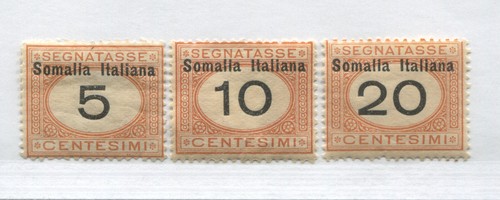 SEGNATASSE
Somalia Italiana
5
CENTESIMI
SEGNATASSE
Somalia Italiana
10
CENTESIMI
SEGNATASSE
Somalia Italiana
20
CENTESIMI